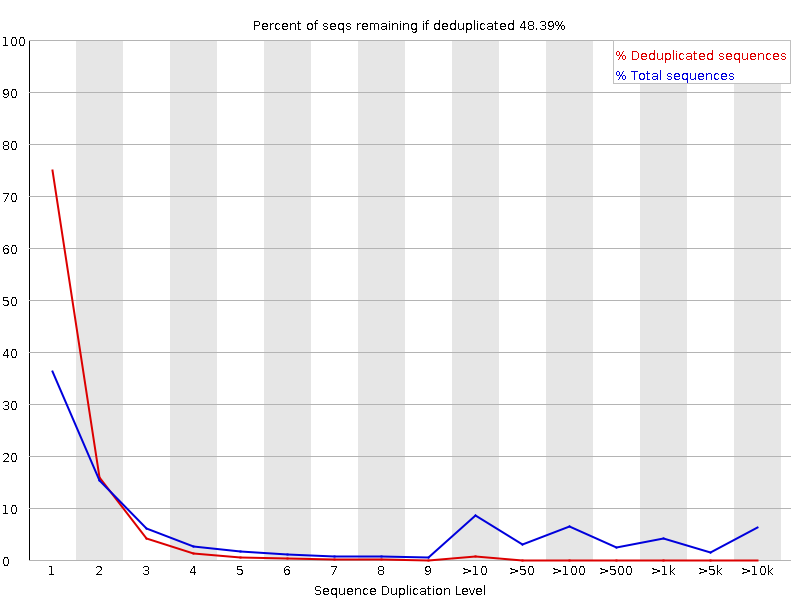 Percent of seqs remaining if deduplicated 48.39%
% Deduplicated sequences
% Total sequences
100
90
80
70
60
50
40
30
20
10
0
1 2 3 4 5 6 7 8 9 >10 >50 >100 >500 >1k >5k >10k
Sequence Duplication Level